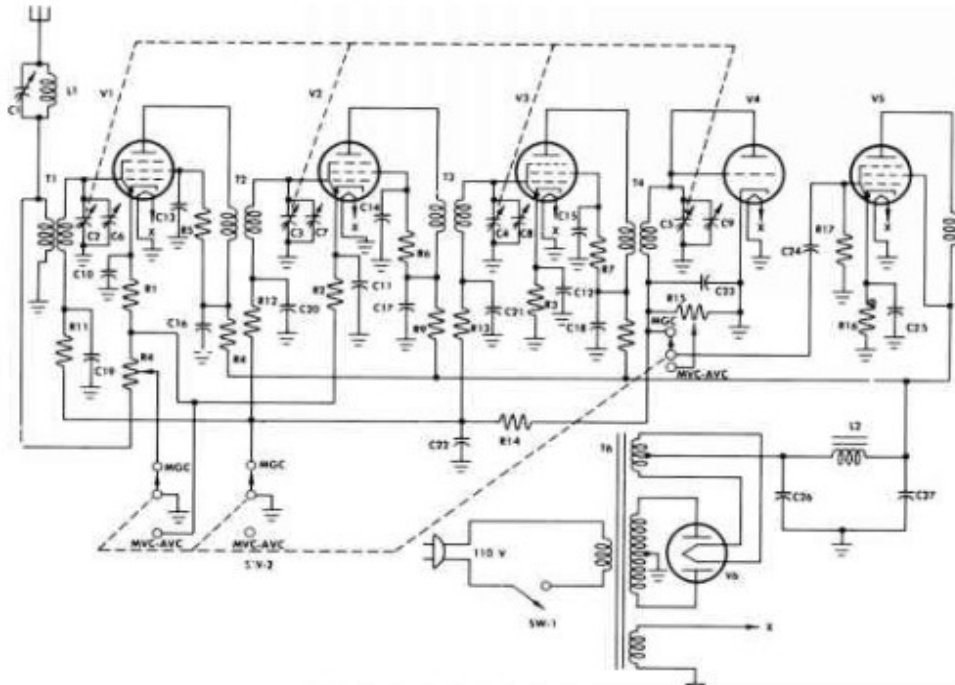 L1
V1
V2
V3
V4
V5
T1
T2
T3
T4
C2
C6
C13
R5
C3
C7
C14
R6
C4
C8
C15
R7
C5
C9
C24
R17
X
X
X
X
X
C10
R1
C16
R4
R12
C20
R2
C11
C17
R9
R13
C21
R3
C12
C18
C23
R15
R16
C25
R11
C19
R4
MGC
MVC-AVC
C22
R14
MGC
MGC
MVC-AVC
MVC-AVC
T6
L2
C26
C27
110 V
SW-1
V6
X